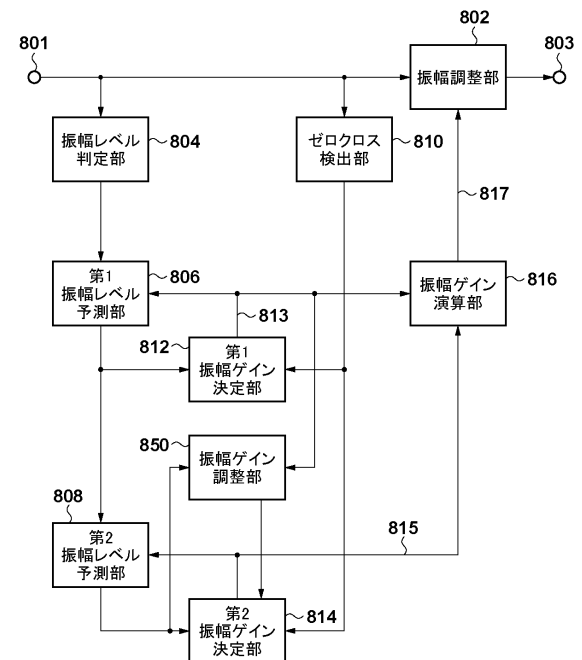 802
801
803
振幅調整部
振幅レベル
判定部
804
ゼロクロス
検出部
810
817
第1
振幅レベル
予測部
806
振幅ゲイン
演算部
816
813
812
第1
振幅ゲイン
決定部
850
振幅ゲイン
調整部
808
第2
振幅レベル
予測部
815
第2
振幅ゲイン
決定部
814